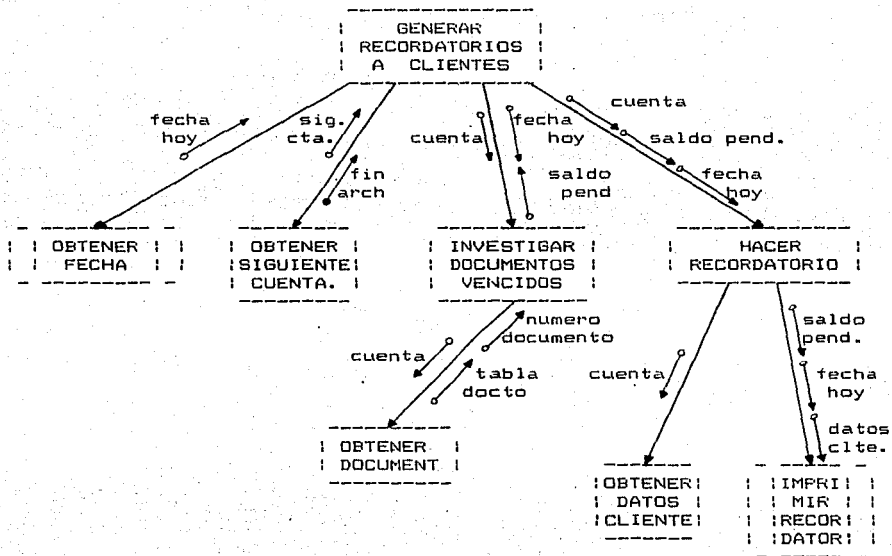 GENERAR
RECORDATORIOS
A CLIENTES
fecha
hoy
sig.
cta.
fin
arch
cuenta
fecha
hoy
saldo
pend
cuenta
saldo pend.
fecha
hoy
OBTENER
FECHA
OBTENER
SIGUIENTE
CUENTA.
INVESTIGAR
DOCUMENTOS
VENCIDOS
HACER
RECORDATORIO
cuenta
numero
documento
tabla
docto
cuenta
saldo
pend.
fecha
hoy
datos
clte.
OBTENER
DOCUMENT
OBTENER
DATOS
CLIENTE
IMPRI
MIR
RECOR
DATOR